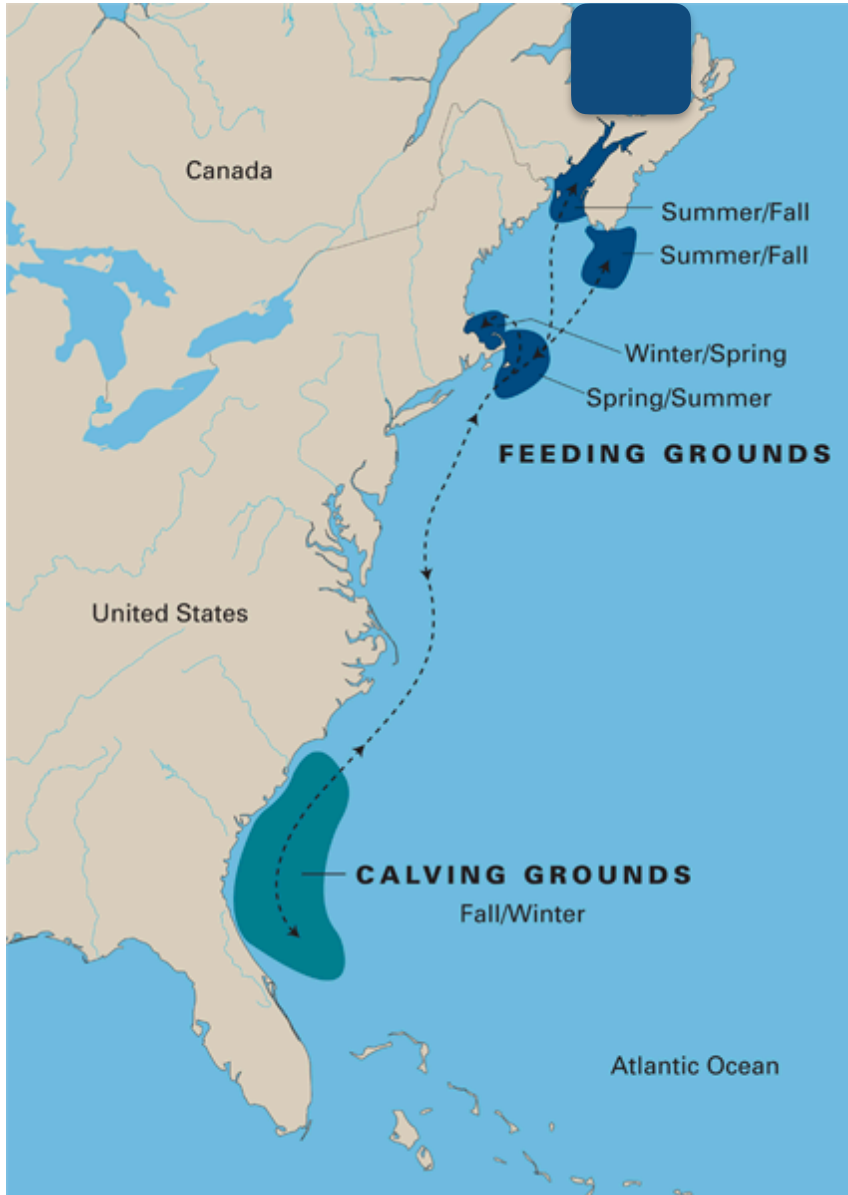 Canada
Summer/Fall
Summer/Fall
Winter/Spring
Spring/Summer
FEEDING GROUNDS
United States
CALVING GROUNDS
Fall/Winter
Atlantic Ocean